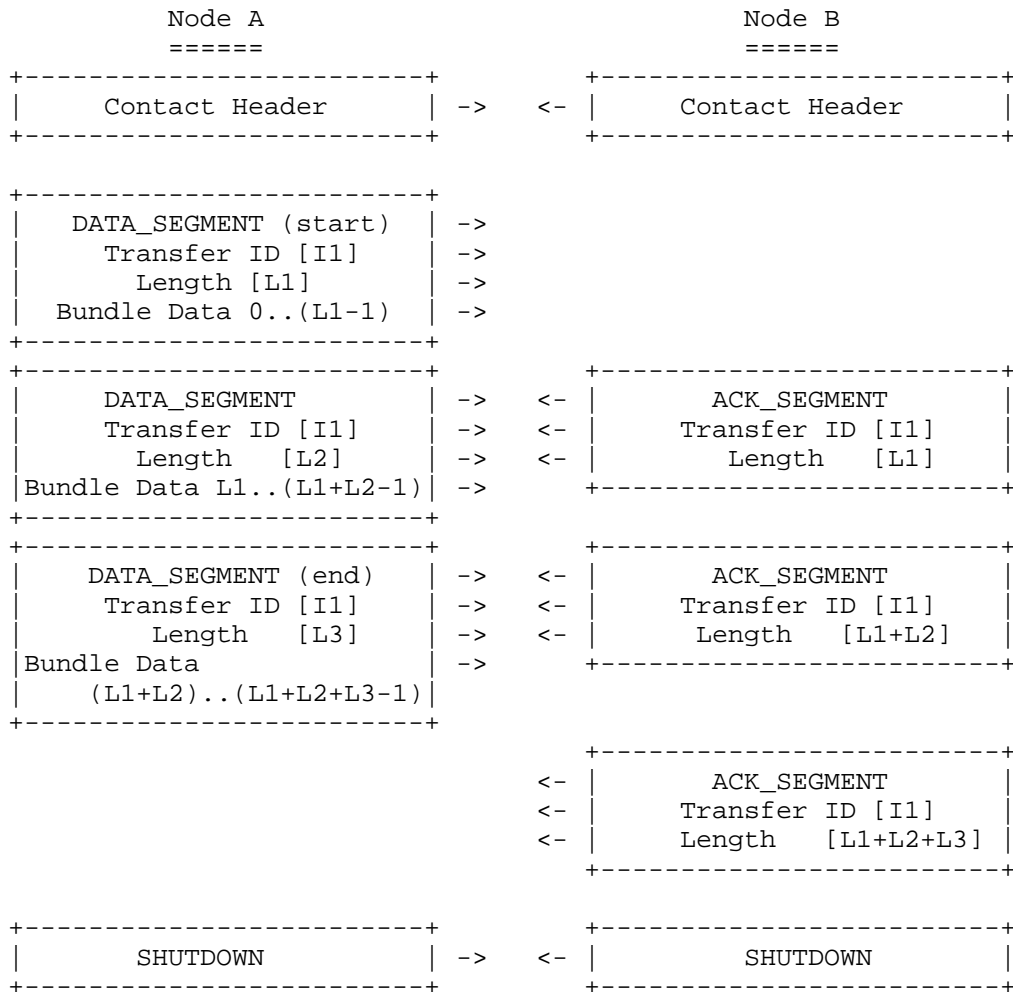 Node A                              Node B
          ======                              ======
+-------------------------+         +-------------------------+
|     Contact Header      | ->   <- |     Contact Header      |
+-------------------------+         +-------------------------+

+-------------------------+
|   DATA_SEGMENT (start)  | ->
|     Transfer ID [I1]    | ->
|       Length [L1]       | ->
|  Bundle Data 0..(L1-1)  | ->
+-------------------------+
+-------------------------+         +-------------------------+
|     DATA_SEGMENT        | ->   <- |       ACK_SEGMENT       |
|     Transfer ID [I1]    | ->   <- |     Transfer ID [I1]    |
|       Length   [L2]     | ->   <- |        Length   [L1]    |
|Bundle Data L1..(L1+L2-1)| ->      +-------------------------+
+-------------------------+
+-------------------------+         +-------------------------+
|    DATA_SEGMENT (end)   | ->   <- |       ACK_SEGMENT       |
|     Transfer ID [I1]    | ->   <- |     Transfer ID [I1]    |
|        Length   [L3]    | ->   <- |      Length   [L1+L2]   |
|Bundle Data              | ->      +-------------------------+
|    (L1+L2)..(L1+L2+L3-1)|
+-------------------------+
                                    +-------------------------+
                                 <- |       ACK_SEGMENT       |
                                 <- |     Transfer ID [I1]    |
                                 <- |     Length   [L1+L2+L3] |
                                    +-------------------------+

+-------------------------+         +-------------------------+
|       SHUTDOWN          | ->   <- |         SHUTDOWN        |
+-------------------------+         +-------------------------+